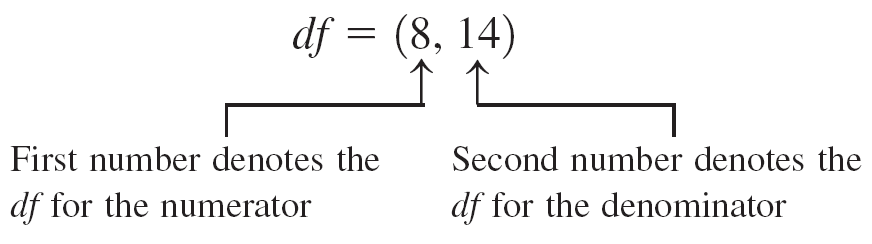 df = (8, 14)
First number denotes the
df for the numerator
Second number denotes the
df for the denominator